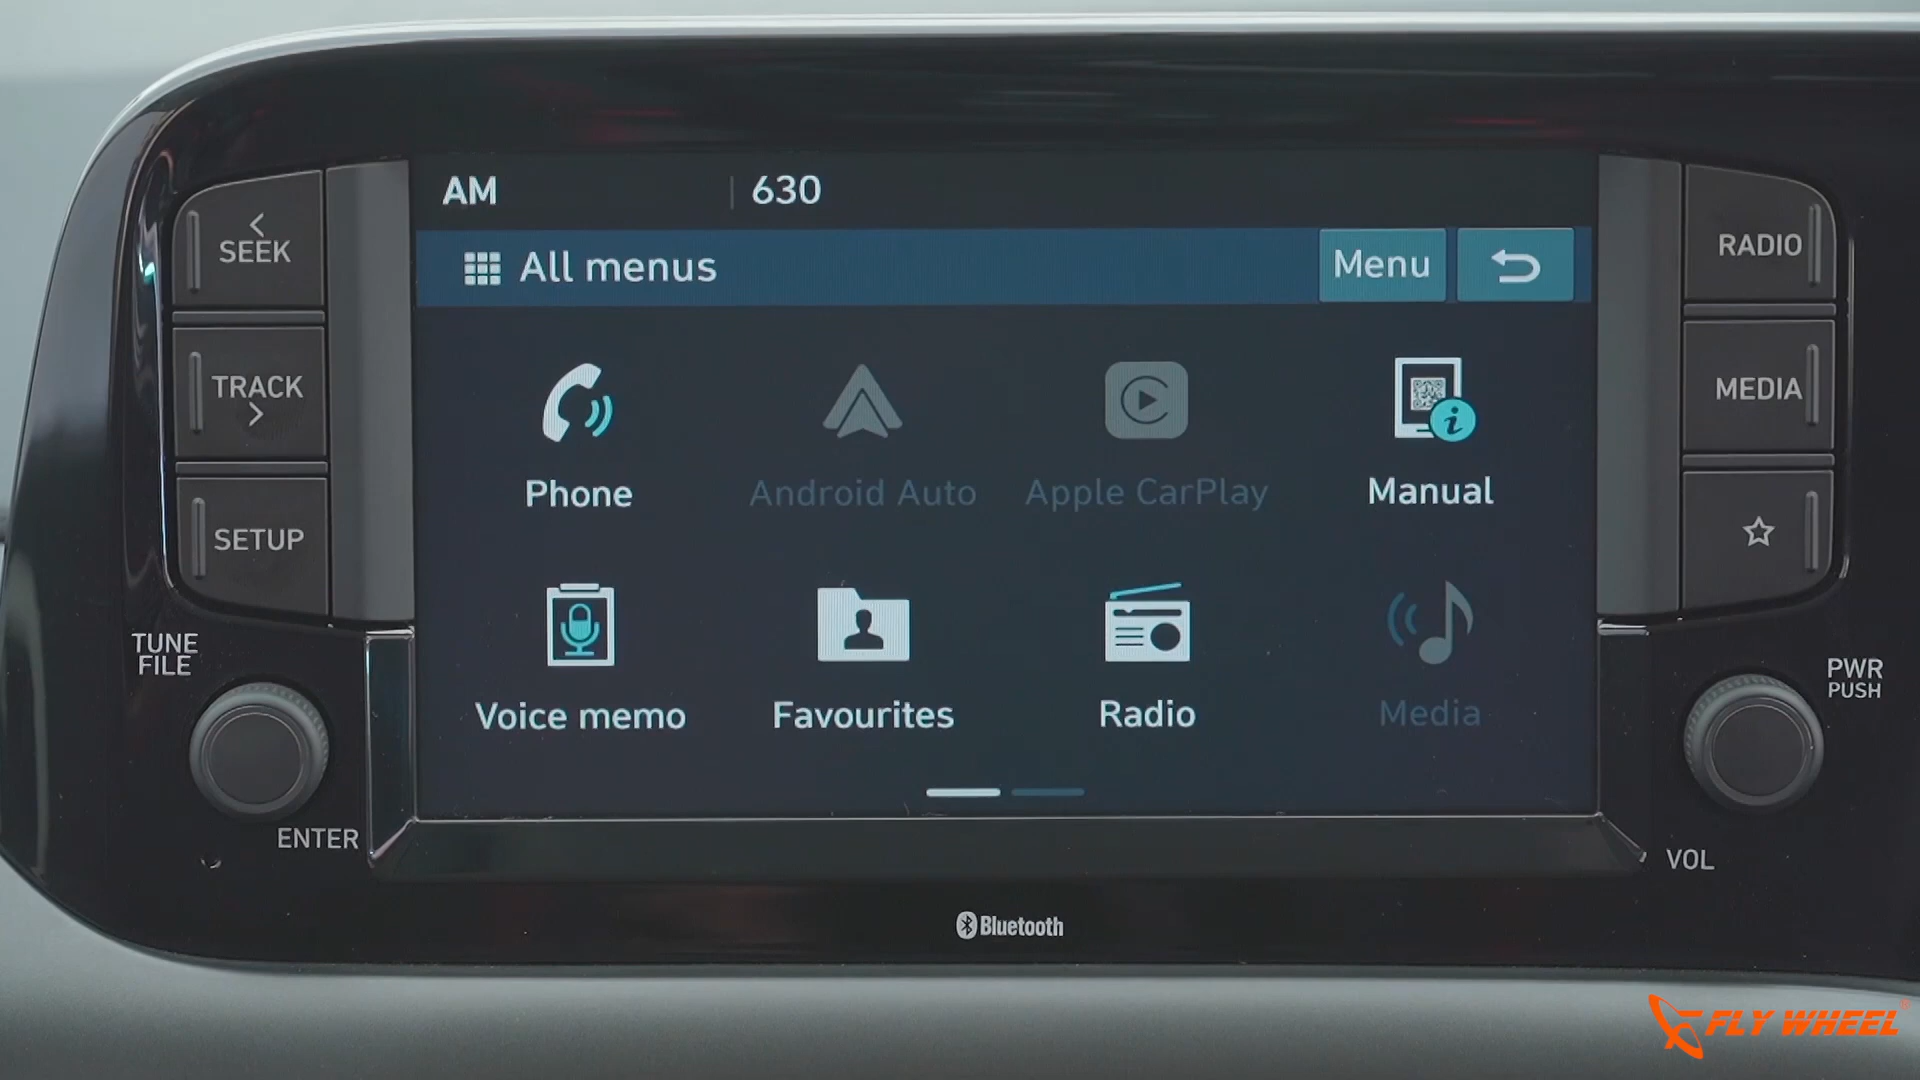 AM 630
< SEEK
All menus Menu
RADIO
TRACK >
MEDIA
Phone Android Auto Apple CarPlay Manual
SETUP
TUNE
FILE
PWR
PUSH
Voice memo Favourites Radio Media
ENTER
VOL
Bluetooth
FLY WHEEL®